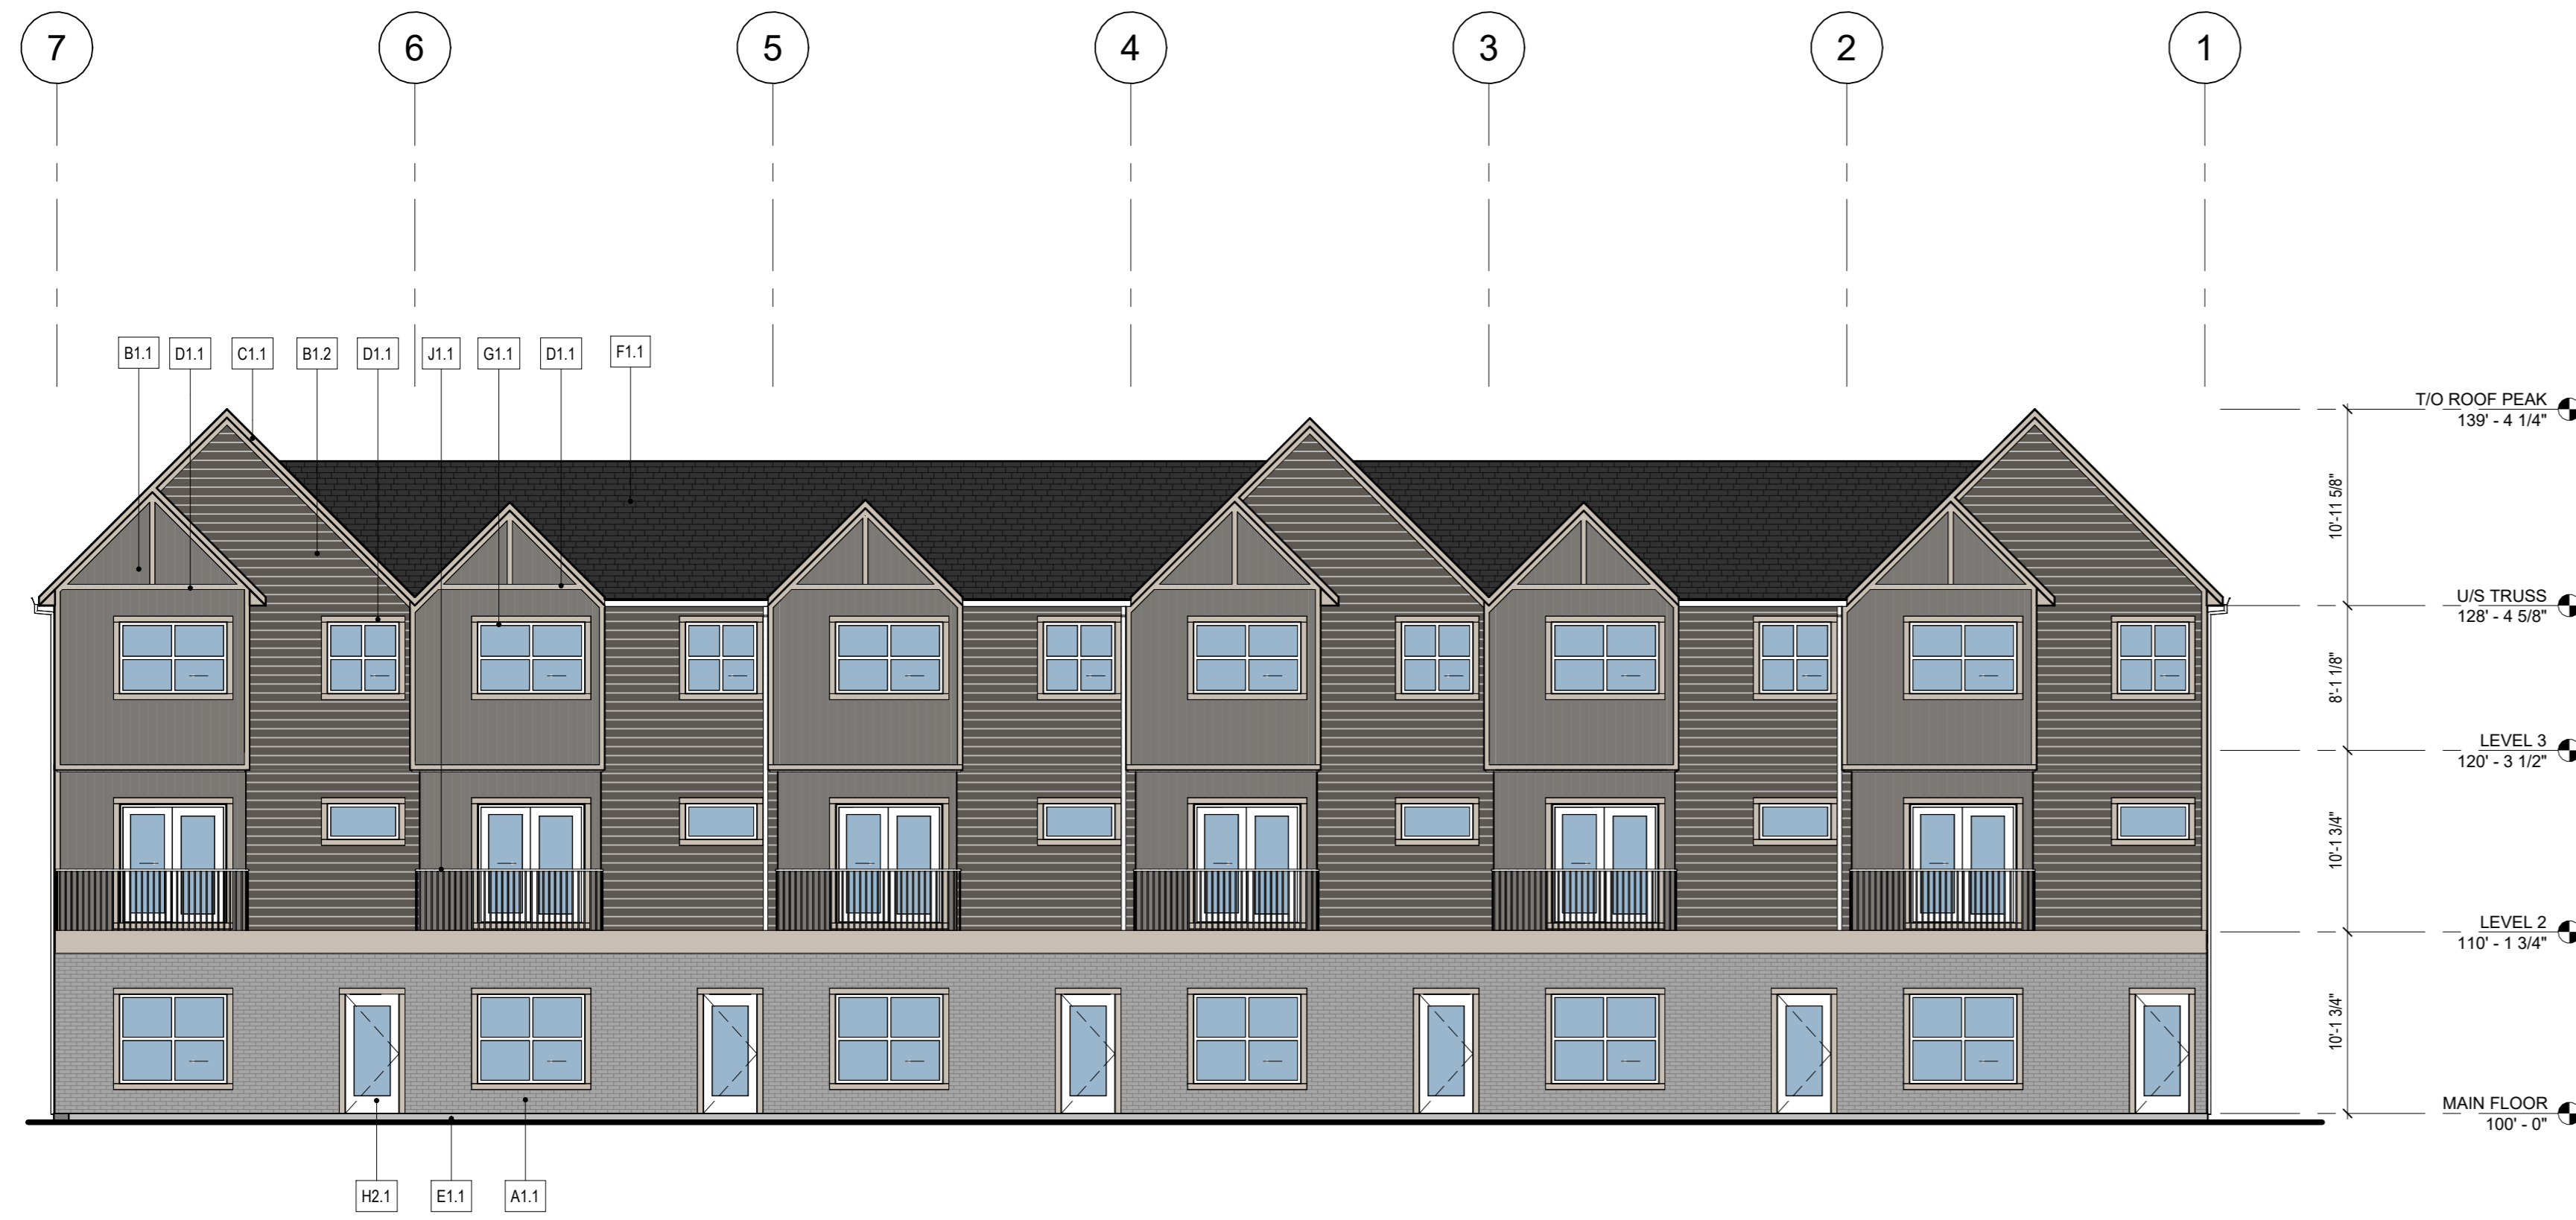 7 6 5 4 3 2 1
B1.1 D1.1 C1.1 B1.2 D1.1 J1.1 G1.1 D1.1 F1.1
T/O ROOF PEAK
139' - 4 1/4"
10'-11 5/8"
U/S TRUSS
128' - 4 5/8"
8'-1 1/8"
LEVEL 3
120' - 3 1/2"
10'-1 3/4"
LEVEL 2
110' - 1 3/4"
10'-1 3/4"
MAIN FLOOR
100' - 0"
H2.1 E1.1 A1.1